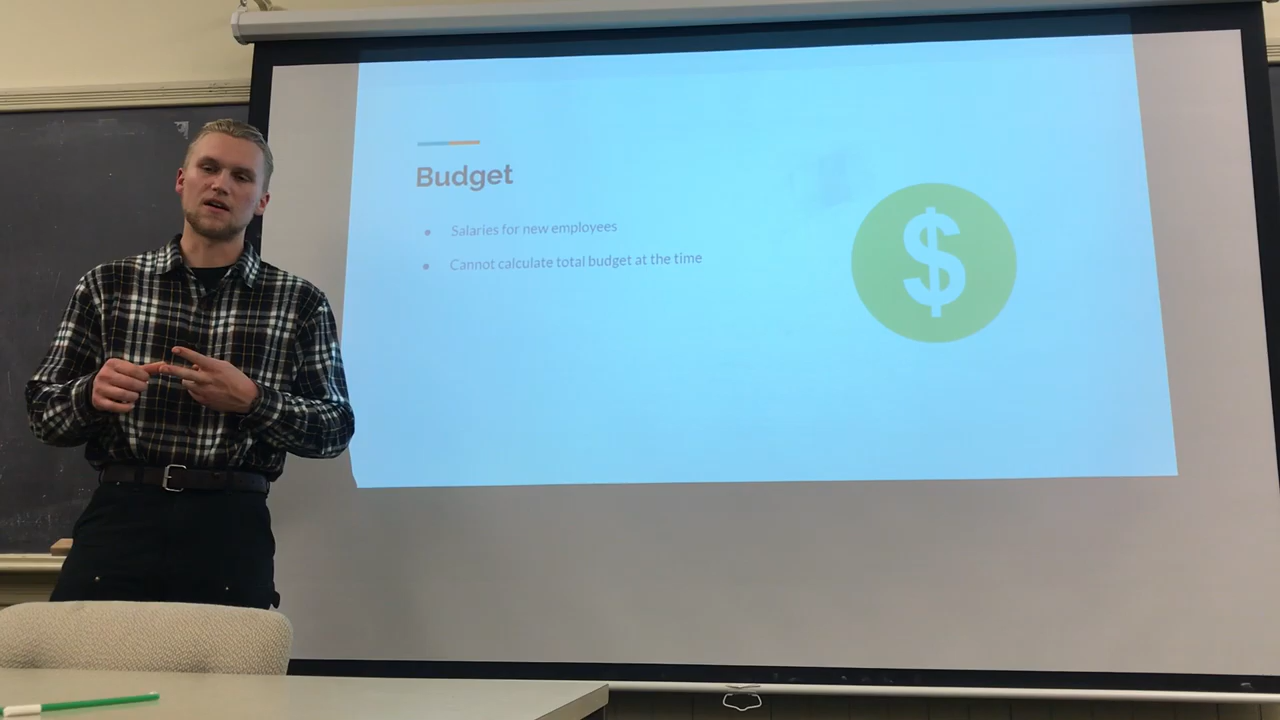 Budget
Salaries for new employees
Cannot calculate total budget at the time
$